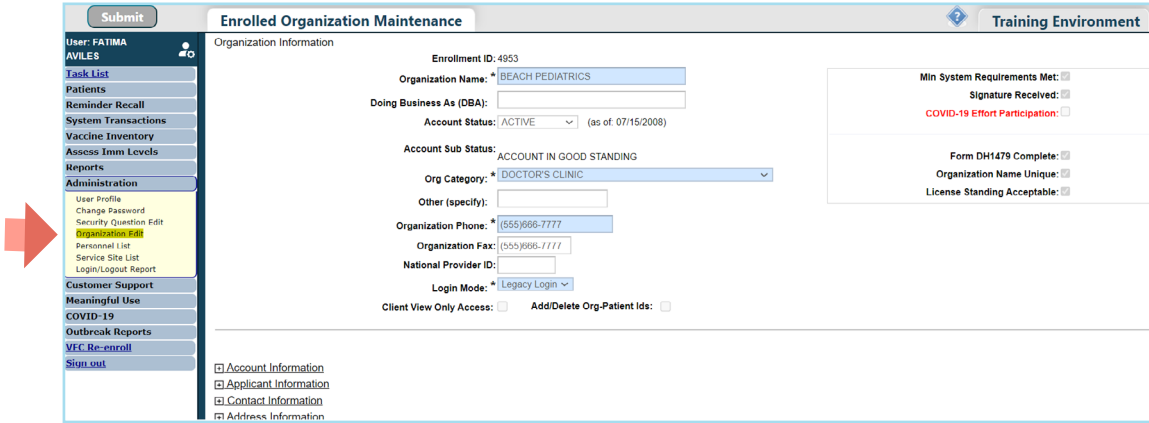 Submit
Enrolled Organization Maintenance
?
Training Environment
User: FATIMA
AVILES
Task List
Patients
Reminder Recall
System Transactions
Vaccine Inventory
Assess Imm Levels
Reports
Administration
User Profile
Change Password
Security Question Edit
Organization Edit
Personnel List
Service Site List
Login/Logout Report
Customer Support
Meaningful Use
COVID-19
Outbreak Reports
VFC Re-enroll
Sign out
Organization Information
Enrollment ID: 4953
Organization Name: * BEACH PEDIATRICS
Doing Business As (DBA):
Account Status: ACTIVE (as of: 07/15/2008)
Account Sub Status: ACCOUNT IN GOOD STANDING
Org Category: * DOCTOR'S CLINIC
Other (specify):
Organization Phone: * (555)666-7777
Organization Fax: (555)666-7777
National Provider ID:
Login Mode: * Legacy Login
Client View Only Access: Add/Delete Org-Patient Ids:
Min System Requirements Met:
Signature Received:
COVID-19 Effort Participation:
Form DH1479 Complete:
Organization Name Unique:
License Standing Acceptable:
Account Information
Applicant Information
Contact Information
Address Information